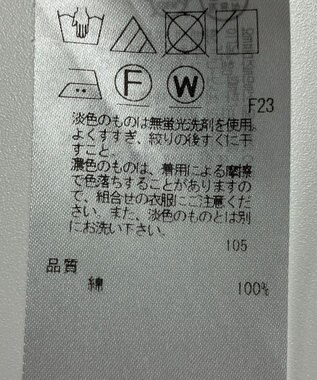 F
W
F23
淡色のものは無蛍光洗剤を使用。
よくすすぎ、絞りの後すぐに干
すこと。
濃色のものは、着用による摩擦
で色落ちすることがありますの
で、組合せの衣服にご注意くだ
さい。また、淡色のものとは別
にお洗い下さい。
105
品質
綿 100%